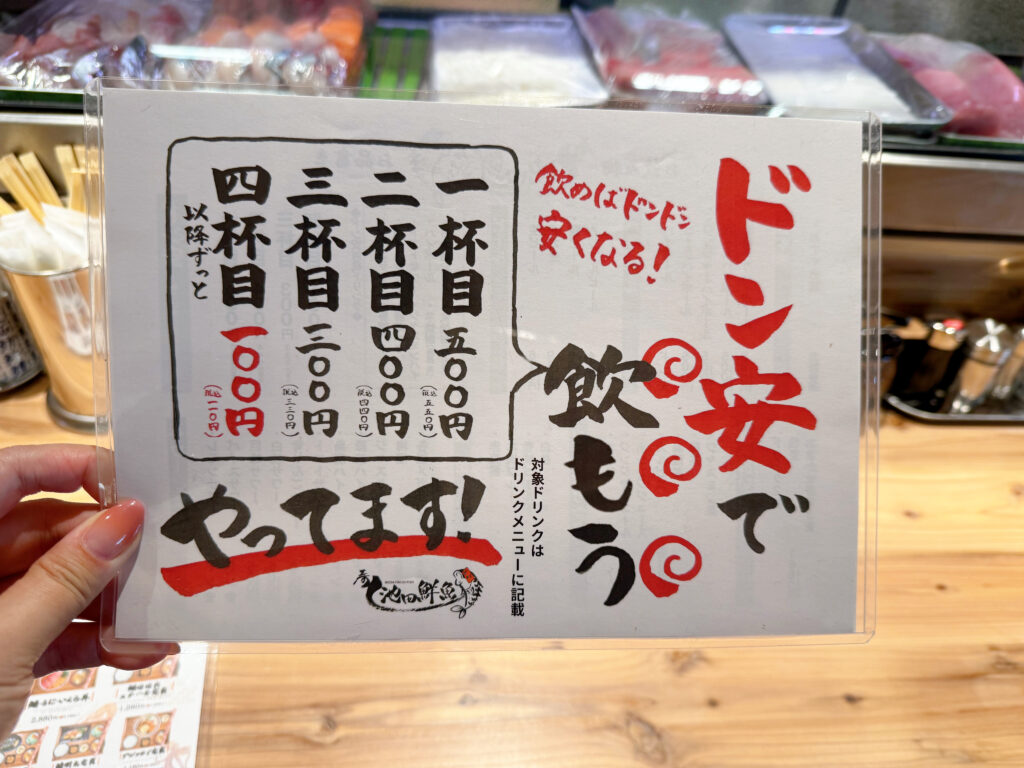 ドン安で
飲もう
飲めばドンドン
安くなる!
一杯目 五〇〇円
(税込 五五〇円)
二杯目 四〇〇円
(税込 四四〇円)
三杯目 三〇〇円
(税込 三三〇円)
四杯目 一〇〇円
(税込 一一〇円)
以降ずっと
対象ドリンクは
ドリンクメニューに記載
やってます!
池田鮮魚